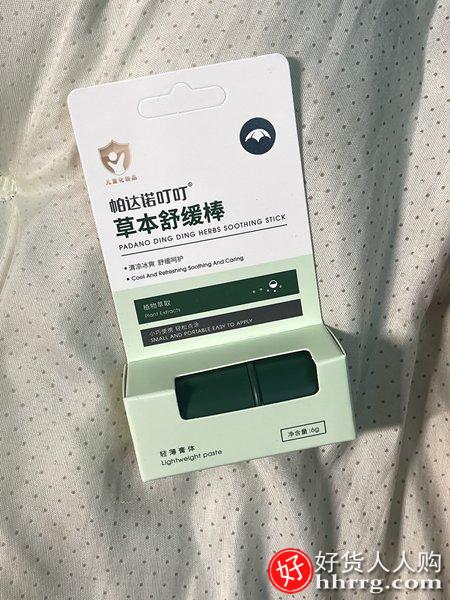 儿童化妆品
帕达诺叮叮®
草本舒缓棒
PADANO DING DING HERBS SOOTHING STICK
• 清凉冰爽 舒缓呵护
• Cool And Refreshing Soothing And Caring
植物萃取
Plant Extracts
小巧便携 轻松点涂
SMALL AND PORTABLE EASY TO APPLY
轻薄膏体
Lightweight paste
净含量:6g
好 好货人人购
hhrrg.com